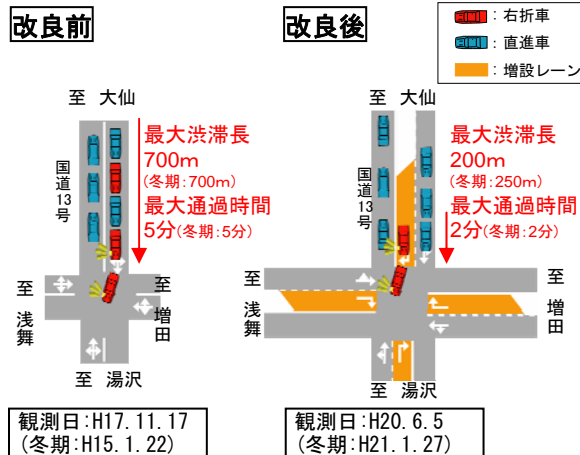 改良前
改良後
：右折車
：直進車
：増設レーン
至 大仙
国道13号
最大渋滞長
700m
(冬期:700m)
最大通過時間
5分(冬期:5分)
至 浅舞
至 増田
至 湯沢
観測日:H17.11.17
(冬期:H15.1.22)
至 大仙
国道13号
最大渋滞長
200m
(冬期:250m)
最大通過時間
2分(冬期:2分)
至 浅舞
至 増田
至 湯沢
観測日:H20.6.5
(冬期:H21.1.27)